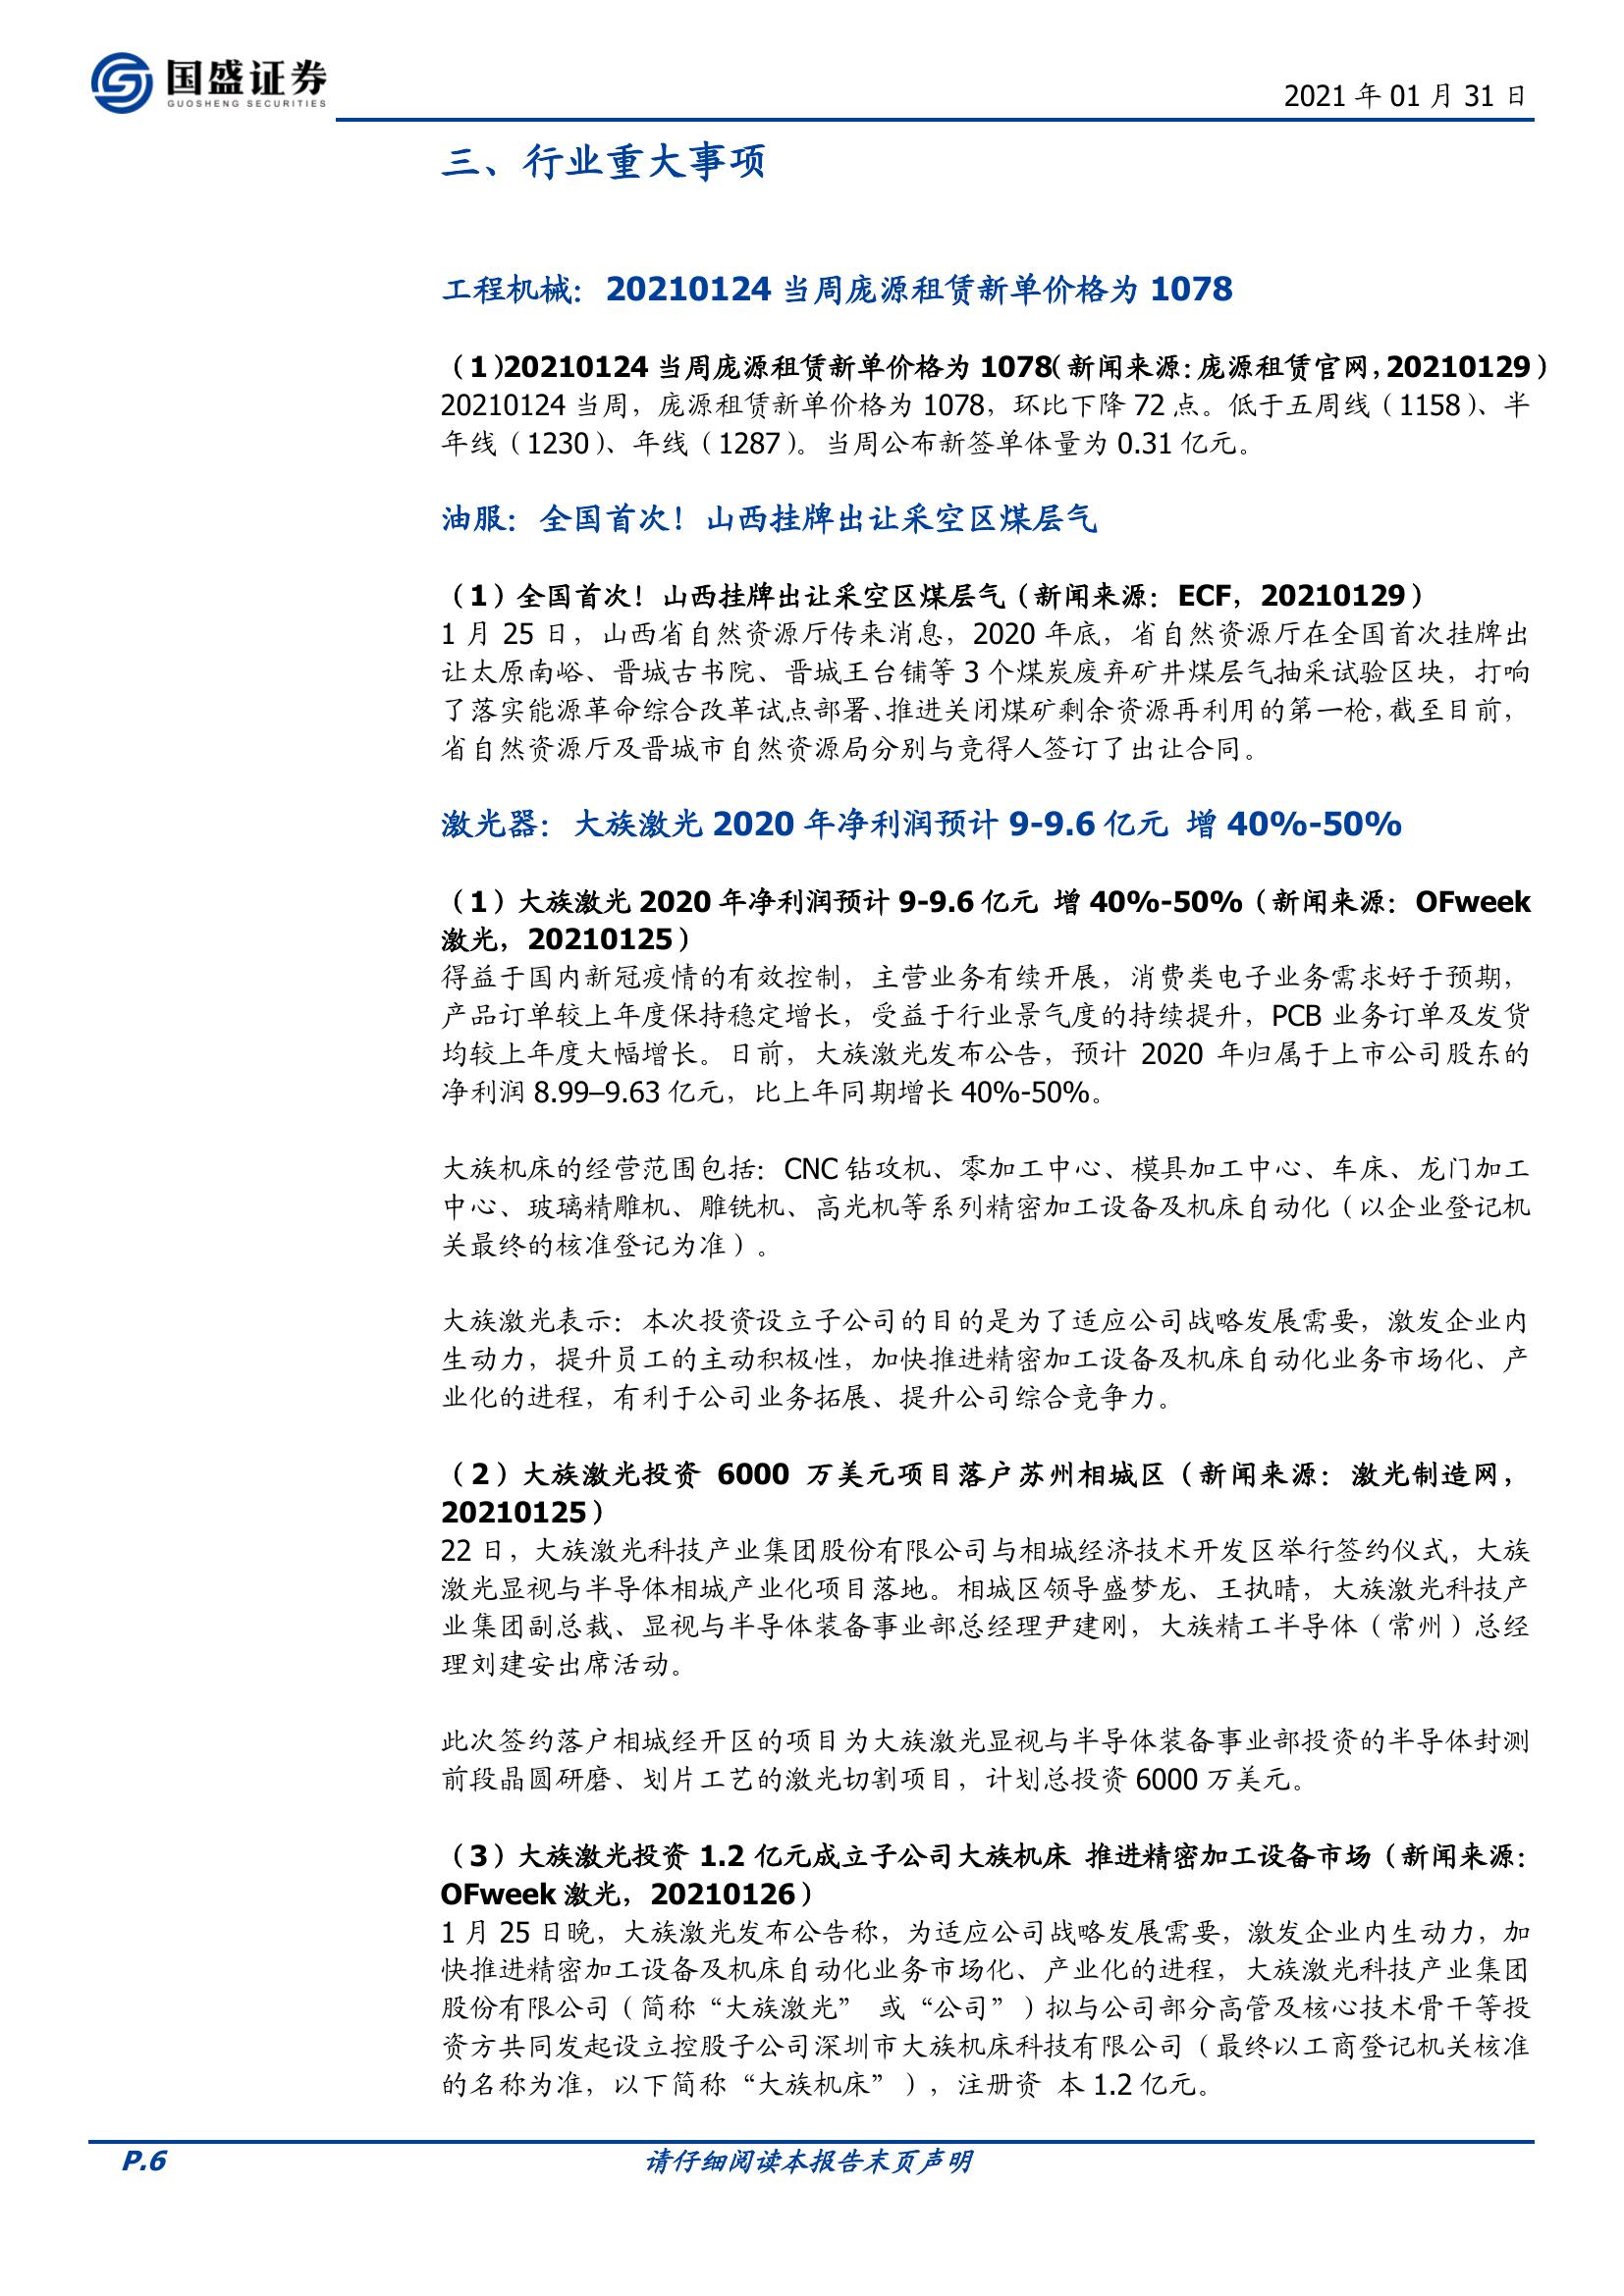 国盛证券
GUOSHENG SECURITIES
2021 年 01 月 31 日
三、行业重大事项
工程机械：20210124 当周庞源租赁新单价格为 1078
（1）20210124 当周庞源租赁新单价格为 1078（新闻来源：庞源租赁官网，20210129）
20210124 当周，庞源租赁新单价格为 1078，环比下降 72 点。低于五周线（1158）、半
年线（1230）、年线（1287）。当周公布新签单体量为 0.31 亿元。
油服：全国首次！山西挂牌出让采空区煤层气
（1）全国首次！山西挂牌出让采空区煤层气（新闻来源：ECF，20210129）
1 月 25 日，山西省自然资源厅传来消息，2020 年底，省自然资源厅在全国首次挂牌出
让太原南峪、晋城古书院、晋城王台铺等 3 个煤炭废弃矿井煤层气抽采试验区块，打响
了落实能源革命综合改革试点部署、推进关闭煤矿剩余资源再利用的第一枪，截至目前，
省自然资源厅及晋城市自然资源局分别与竞得人签订了出让合同。
激光器：大族激光 2020 年净利润预计 9-9.6 亿元 增 40%-50%
（1）大族激光 2020 年净利润预计 9-9.6 亿元 增 40%-50%（新闻来源：OFweek
激光，20210125）
得益于国内新冠疫情的有效控制，主营业务有续开展，消费类电子业务需求好于预期，
产品订单较上年度保持稳定增长，受益于行业景气度的持续提升，PCB 业务订单及发货
均较上年度大幅增长。日前，大族激光发布公告，预计 2020 年归属于上市公司股东的
净利润 8.99–9.63 亿元，比上年同期增长 40%-50%。
大族机床的经营范围包括：CNC 钻攻机、零加工中心、模具加工中心、车床、龙门加工
中心、玻璃精雕机、雕铣机、高光机等系列精密加工设备及机床自动化（以企业登记机
关最终的核准登记为准）。
大族激光表示：本次投资设立子公司的目的是为了适应公司战略发展需要，激发企业内
生动力，提升员工的主动积极性，加快推进精密加工设备及机床自动化业务市场化、产
业化的进程，有利于公司业务拓展、提升公司综合竞争力。
（2）大族激光投资 6000 万美元项目落户苏州相城区（新闻来源：激光制造网，
20210125）
22 日，大族激光科技产业集团股份有限公司与相城经济技术开发区举行签约仪式，大族
激光显视与半导体相城产业化项目落地。相城区领导盛梦龙、王执晴，大族激光科技产
业集团副总裁、显视与半导体装备事业部总经理尹建刚，大族精工半导体（常州）总经
理刘建安出席活动。
此次签约落户相城经开区的项目为大族激光显视与半导体装备事业部投资的半导体封测
前段晶圆研磨、划片工艺的激光切割项目，计划总投资 6000 万美元。
（3）大族激光投资 1.2 亿元成立子公司大族机床 推进精密加工设备市场（新闻来源：
OFweek 激光，20210126）
1 月 25 日晚，大族激光发布公告称，为适应公司战略发展需要，激发企业内生动力，加
快推进精密加工设备及机床自动化业务市场化、产业化的进程，大族激光科技产业集团
股份有限公司（简称“大族激光” 或“公司”）拟与公司部分高管及核心技术骨干等投
资方共同发起设立控股子公司深圳市大族机床科技有限公司（最终以工商登记机关核准
的名称为准，以下简称“大族机床”），注册资 本 1.2 亿元。
P.6
请仔细阅读本报告末页声明